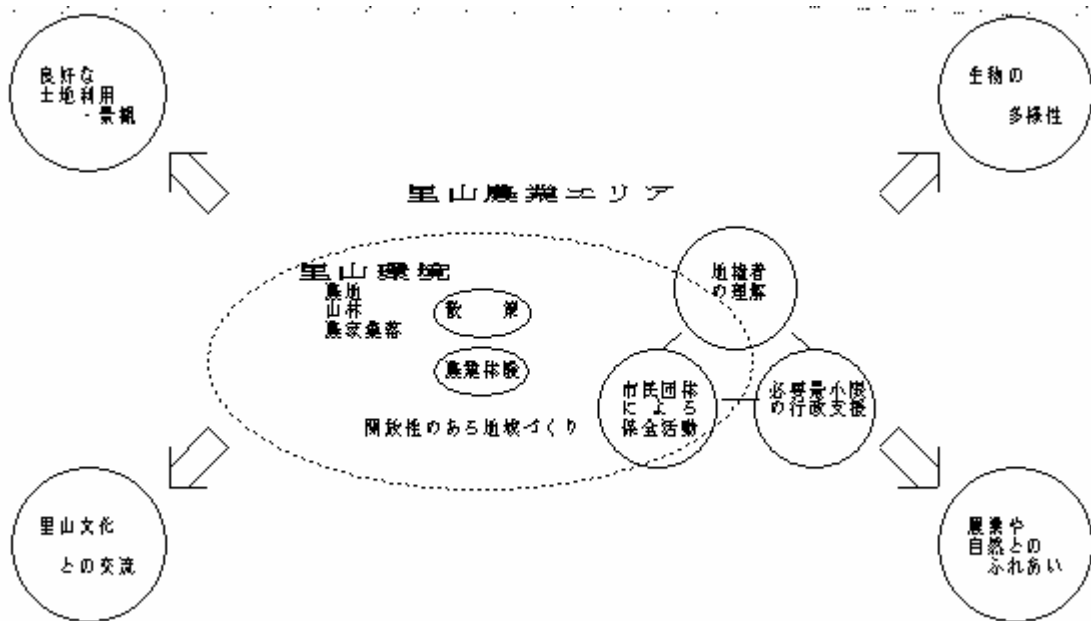 良好な
土地利用
・景観
生物の
多様性
里山農業エリア
里山環境
農地
山林
農家集落
散　策
農業体験
開放性のある地域づくり
地権者
の理解
市民団体
による
保全活動
必要最小限
の行政支援
里山文化
との交流
農業や
自然との
ふれあい